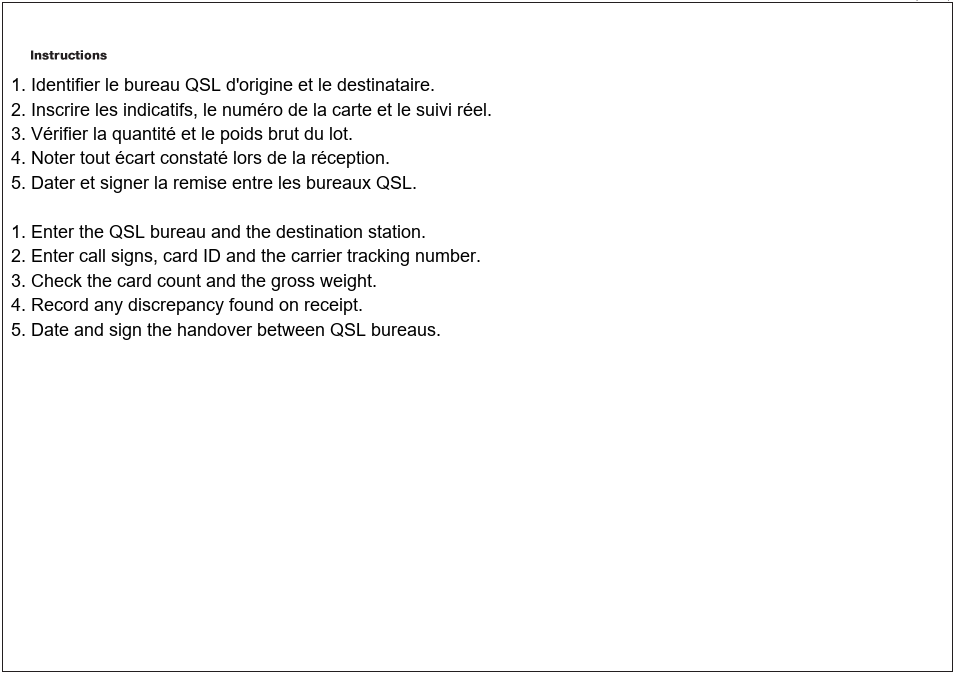 Instructions
1. Identifier le bureau QSL d'origine et le destinataire.
2. Inscrire les indicatifs, le numéro de la carte et le suivi réel.
3. Vérifier la quantité et le poids brut du lot.
4. Noter tout écart constaté lors de la réception.
5. Dater et signer la remise entre les bureaux QSL.
1. Enter the QSL bureau and the destination station.
2. Enter call signs, card ID and the carrier tracking number.
3. Check the card count and the gross weight.
4. Record any discrepancy found on receipt.
5. Date and sign the handover between QSL bureaus.